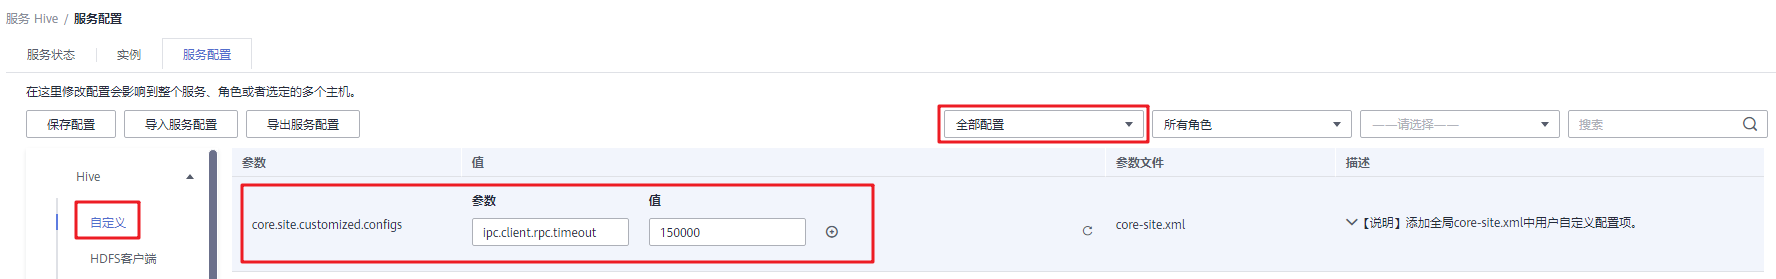 服务 Hive / 服务配置
服务状态 实例 服务配置
在这里修改配置会影响到整个服务、角色或者选定的多个主机。
保存配置 导入服务配置 导出服务配置 全部配置 所有角色 ——请选择—— 搜索
参数 值 参数文件 描述
Hive
参数 值
自定义 core.site.customized.configs ipc.client.rpc.timeout 150000 core-site.xml 【说明】添加全局core-site.xml中用户自定义配置项。
HDFS客户端